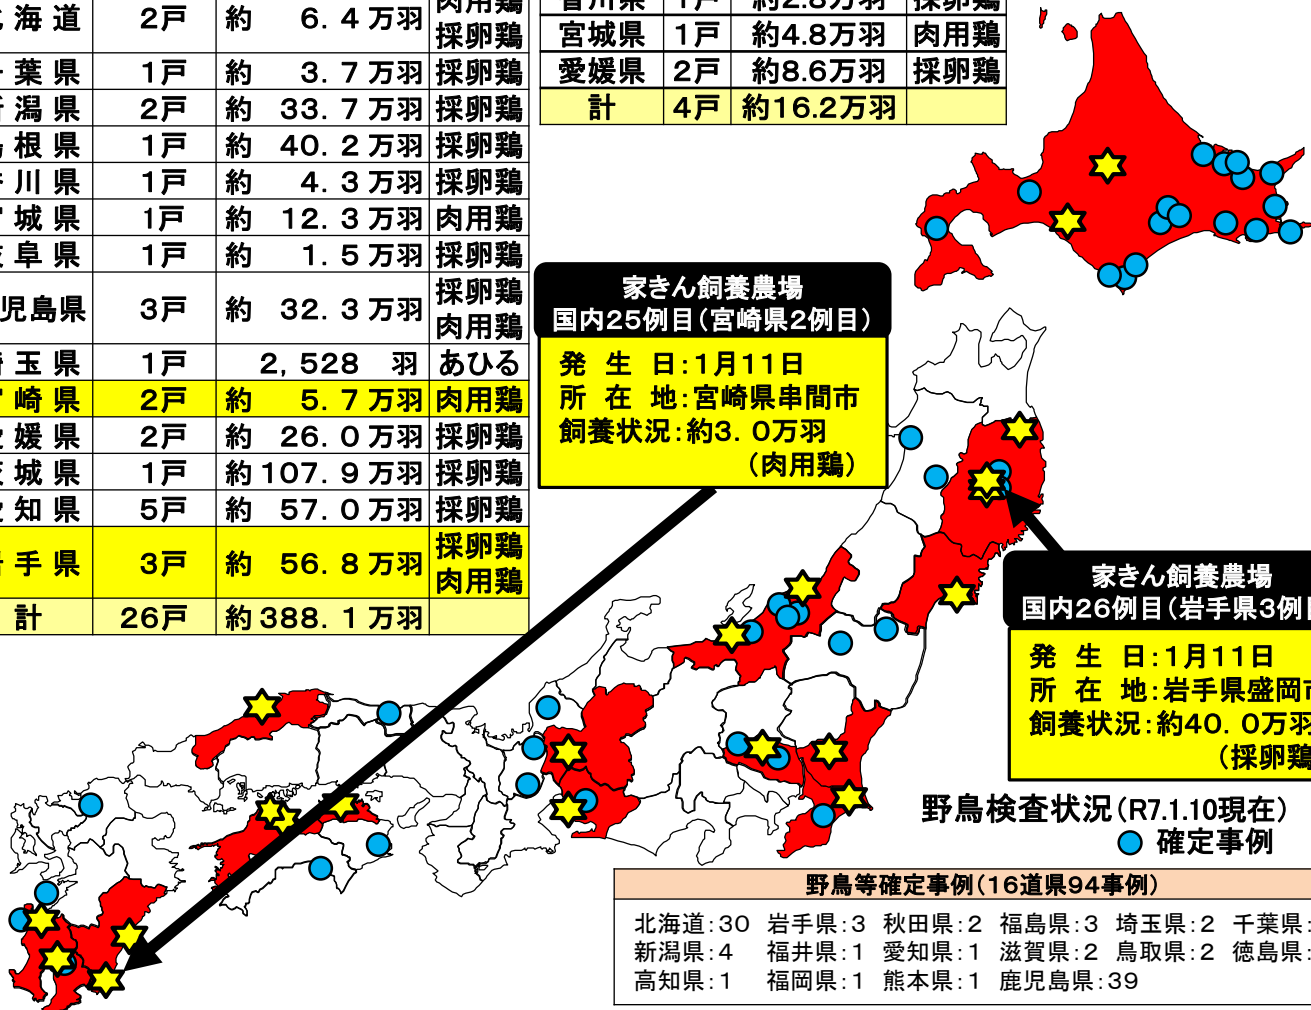 海道 2戸 約 6.4万羽 肉用鶏
採卵鶏
葉県 1戸 約 3.7万羽 採卵鶏
潟県 2戸 約 33.7万羽 採卵鶏
根県 1戸 約 40.2万羽 採卵鶏
川県 1戸 約 4.3万羽 採卵鶏
城県 1戸 約 12.3万羽 肉用鶏
阜県 1戸 約 1.5万羽 採卵鶏
児島県 3戸 約 32.3万羽 採卵鶏
肉用鶏
玉県 1戸 2,528 羽 あひる
崎県 2戸 約 5.7万羽 肉用鶏
媛県 2戸 約 26.0万羽 採卵鶏
城県 1戸 約107.9万羽 採卵鶏
知県 5戸 約 57.0万羽 採卵鶏
手県 3戸 約 56.8万羽 採卵鶏
肉用鶏
計 26戸 約388.1万羽
香川県 1戸 約2.8万羽 採卵鶏
宮城県 1戸 約4.8万羽 肉用鶏
愛媛県 2戸 約8.6万羽 採卵鶏
計 4戸 約16.2万羽
家きん飼養農場
国内25例目(宮崎県2例目)
発生日:1月11日
所在地:宮崎県串間市
飼養状況:約3.0万羽
(肉用鶏)
家きん飼養農場
国内26例目(岩手県3例
発生日:1月11日
所在地:岩手県盛岡市
飼養状況:約40.0万羽
(採卵鶏
野鳥検査状況(R7.1.10現在)
確定事例
野鳥等確定事例(16道県94事例)
北海道:30 岩手県:3 秋田県:2 福島県:3 埼玉県:2 千葉県:
新潟県:4 福井県:1 愛知県:1 滋賀県:2 鳥取県:2 徳島県:
高知県:1 福岡県:1 熊本県:1 鹿児島県:39